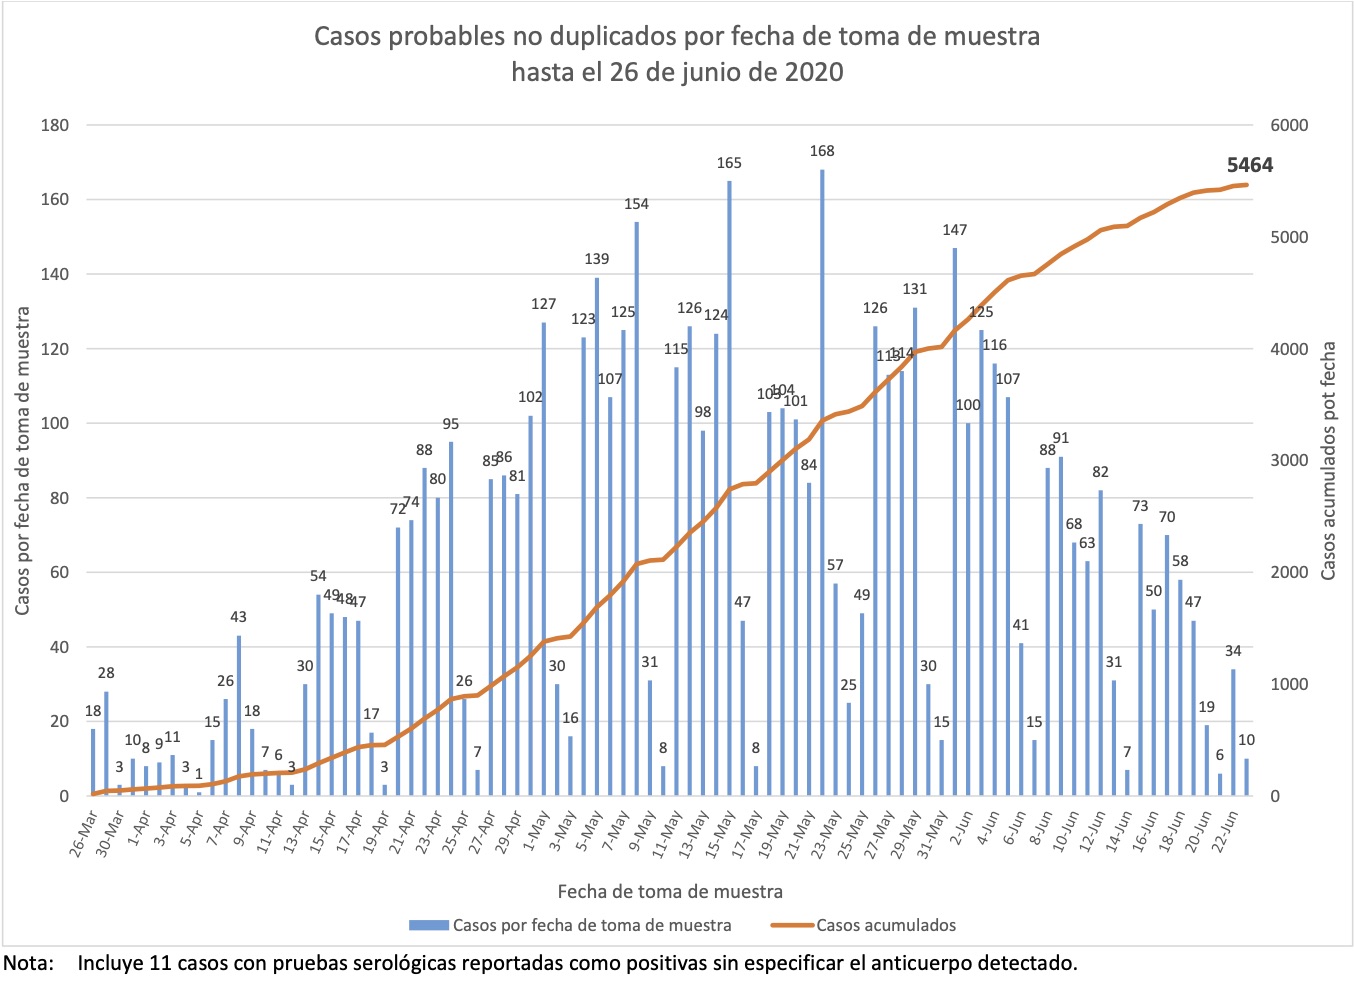 Casos probables no duplicados por fecha de toma de muestra
hasta el 26 de junio de 2020
Casos por fecha de toma de muestra
180
160
140
120
100
80
60
40
20
0
6000
5000
4000
3000
2000
1000
0
Casos acumulados pot fecha
18
28
3
10
8
9
11
3
1
15
26
43
18
7
6
3
30
54
49
48
47
17
3
72
74
88
80
95
26
7
85
86
81
102
127
30
16
123
139
107
125
154
31
8
115
126
98
124
165
47
8
103
104
101
84
168
57
25
49
126
113
114
131
30
15
147
100
125
116
107
41
15
88
91
68
63
82
31
7
73
50
70
58
47
19
6
34
10
5464
26-Mar
30-Mar
1-Apr
3-Apr
5-Apr
7-Apr
9-Apr
11-Apr
13-Apr
15-Apr
17-Apr
19-Apr
21-Apr
23-Apr
25-Apr
27-Apr
29-Apr
1-May
3-May
5-May
7-May
9-May
11-May
13-May
15-May
17-May
19-May
21-May
23-May
25-May
27-May
29-May
31-May
2-Jun
4-Jun
6-Jun
8-Jun
10-Jun
12-Jun
14-Jun
16-Jun
18-Jun
20-Jun
22-Jun
Fecha de toma de muestra
Casos por fecha de toma de muestra
Casos acumulados
Nota: Incluye 11 casos con pruebas serológicas reportadas como positivas sin especificar el anticuerpo detectado.